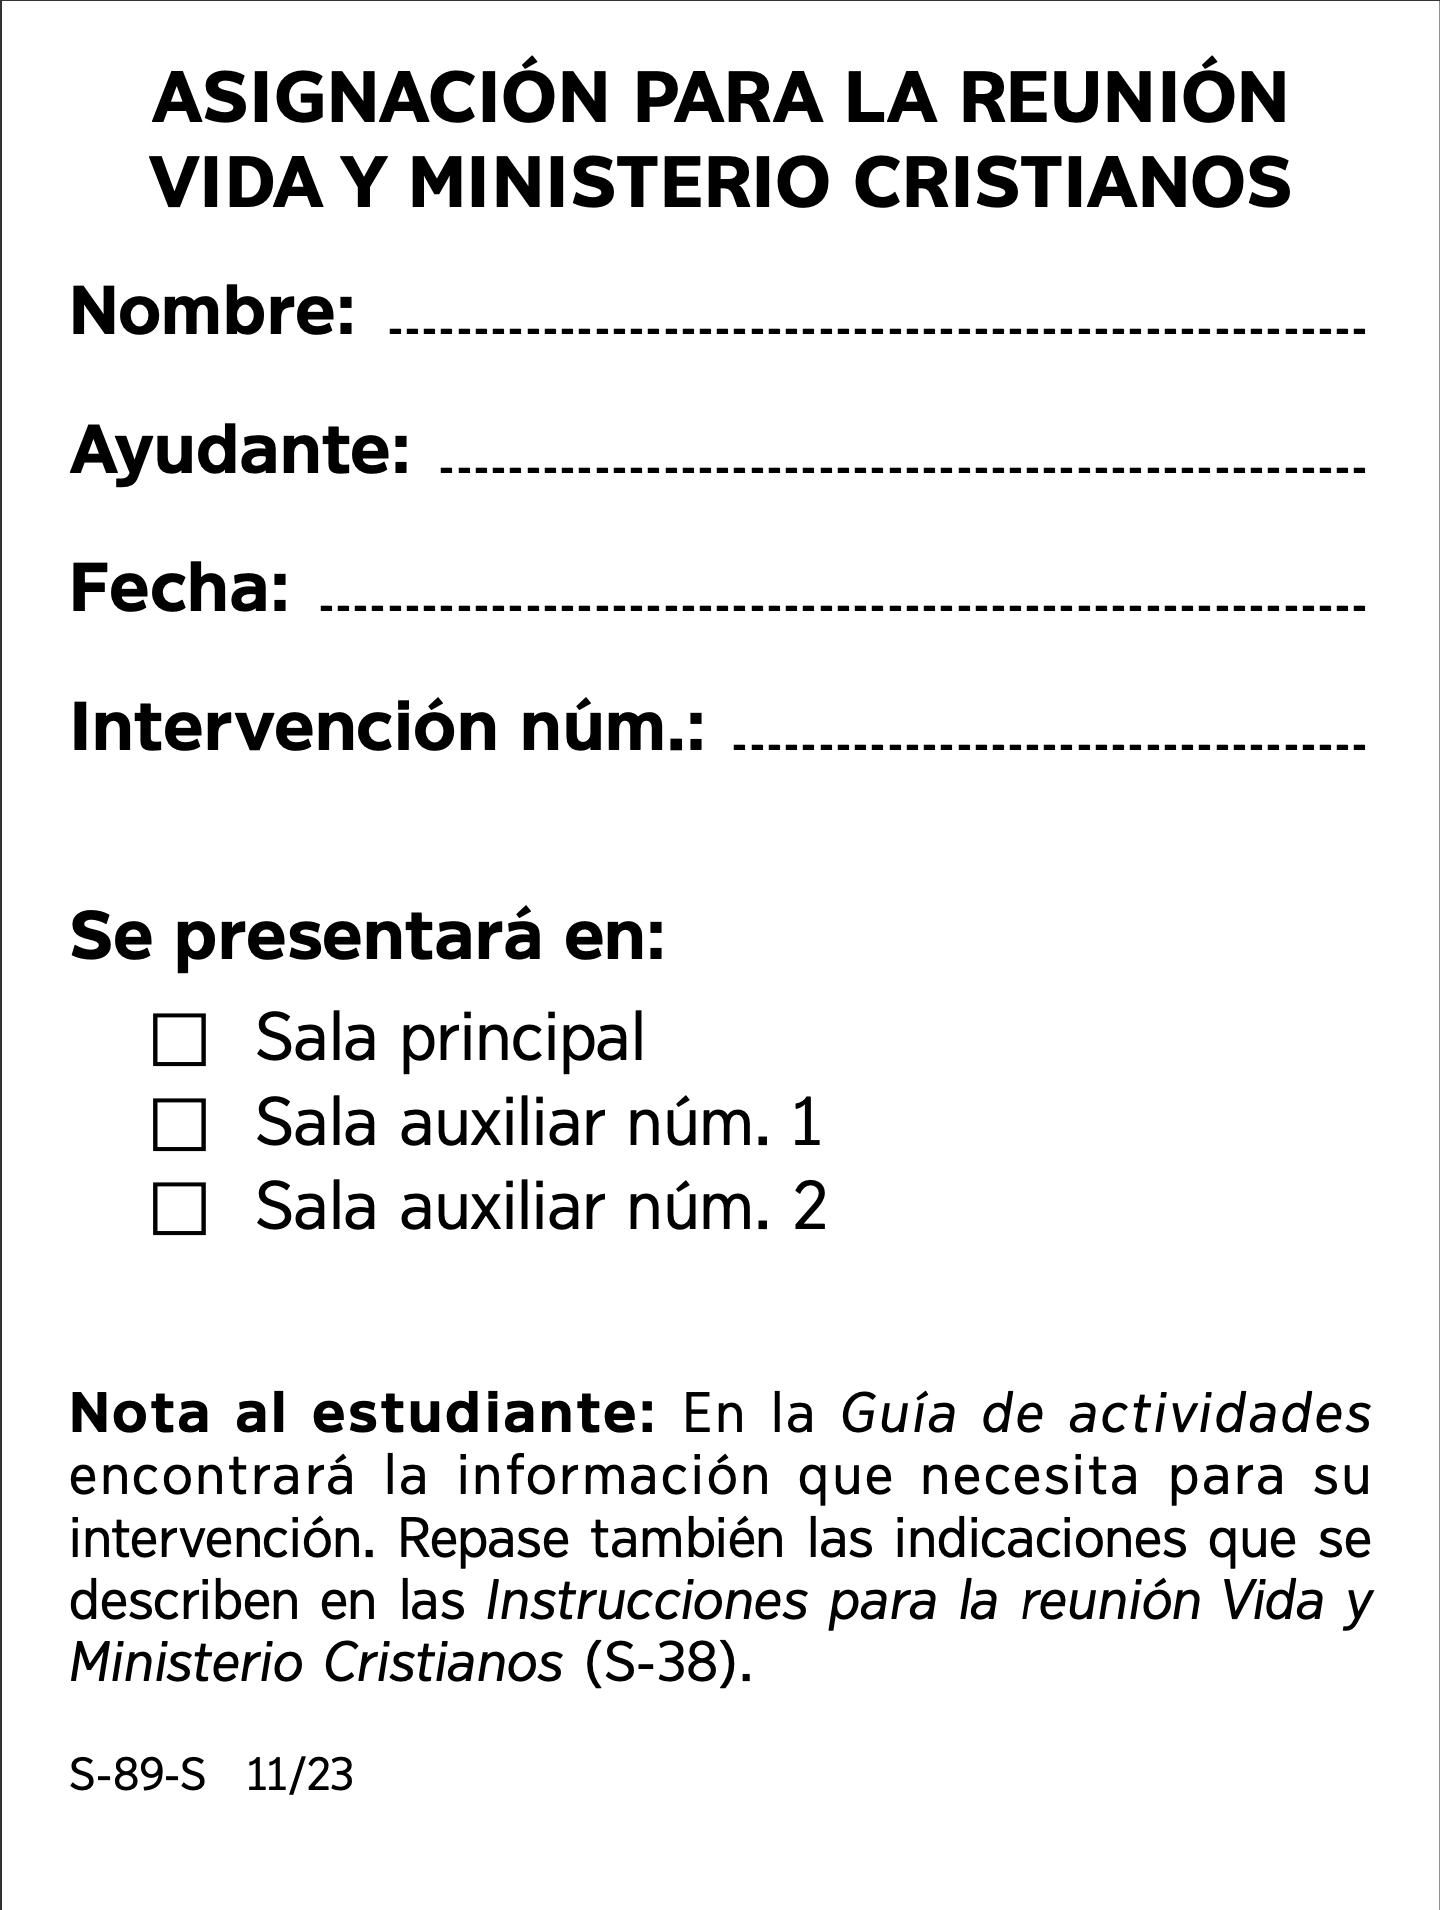 ASIGNACIÓN PARA LA REUNIÓN
VIDA Y MINISTERIO CRISTIANOS
Nombre:
Ayudante:
Fecha:
Intervención núm.:
Se presentará en:
Sala principal
Sala auxiliar núm. 1
Sala auxiliar núm. 2
Nota al estudiante: En la Guía de actividades
encontrará la información que necesita para su
intervención. Repase también las indicaciones que se
describen en las Instrucciones para la reunión Vida y
Ministerio Cristianos (S-38).
S-89-S 11/23